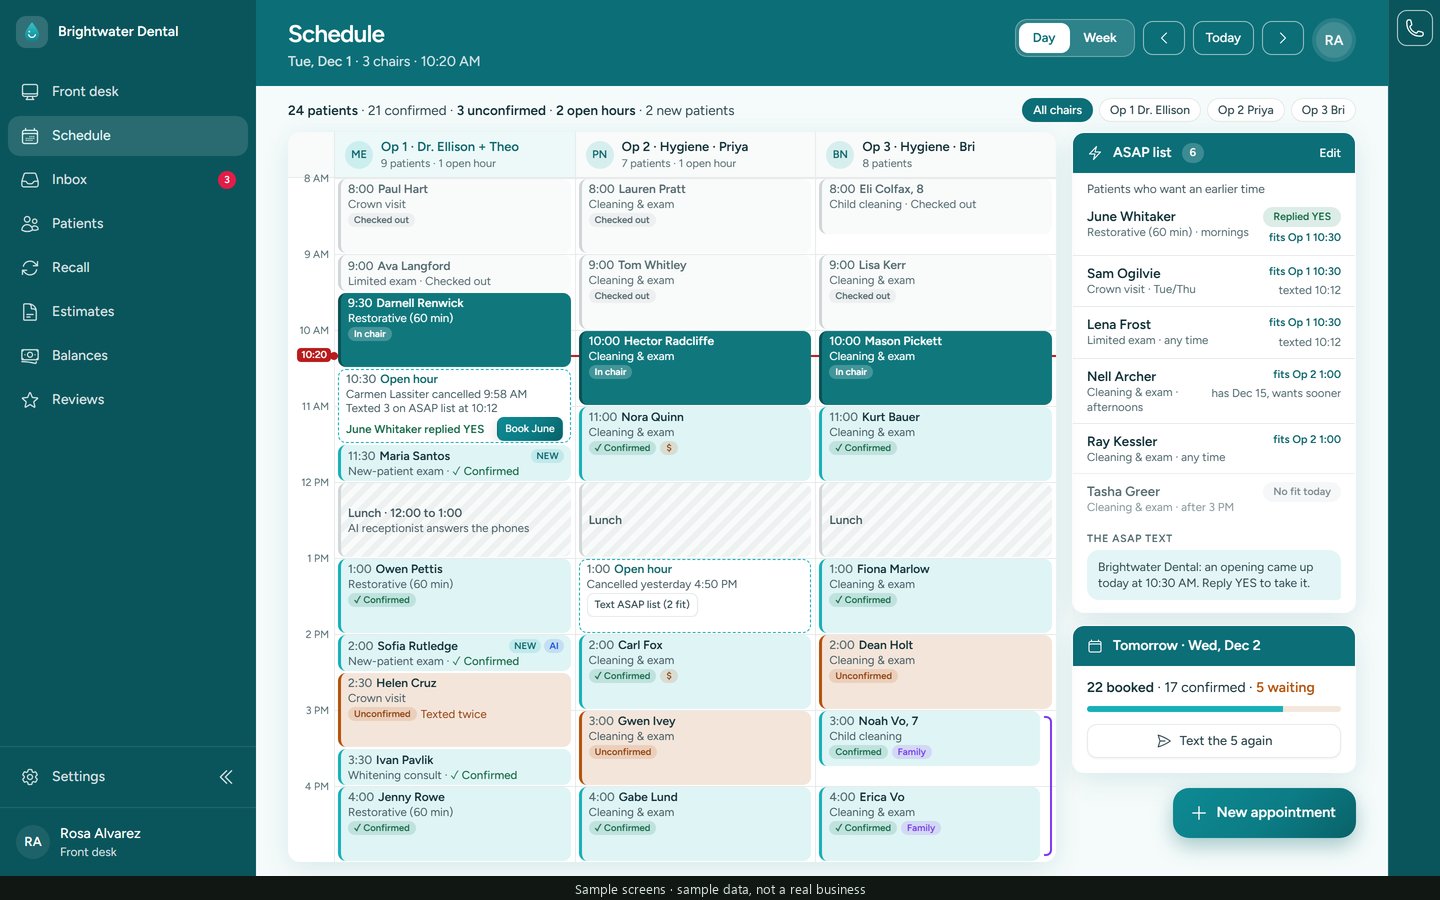 Brightwater Dental
Front desk
Schedule
Inbox 3
Patients
Recall
Estimates
Balances
Reviews
Settings
RA
Rosa Alvarez
Front desk
Schedule
Tue, Dec 1 · 3 chairs · 10:20 AM
Day Week Today RA
24 patients · 21 confirmed · 3 unconfirmed · 2 open hours · 2 new patients
All chairs Op 1 Dr. Ellison Op 2 Priya Op 3 Bri
8 AM
9 AM
10 AM
10:20
11 AM
12 PM
1 PM
2 PM
3 PM
4 PM
ME Op 1 · Dr. Ellison + Theo
9 patients · 1 open hour
8:00 Paul Hart
Crown visit
Checked out
9:00 Ava Langford
Limited exam · Checked out
9:30 Darnell Renwick
Restorative (60 min)
In chair
10:30 Open hour
Carmen Lassiter cancelled 9:58 AM
Texted 3 on ASAP list at 10:12
June Whitaker replied YES Book June
11:30 Maria Santos NEW
New-patient exam · ✓ Confirmed
Lunch · 12:00 to 1:00
AI receptionist answers the phones
1:00 Owen Pettis
Restorative (60 min)
✓ Confirmed
2:00 Sofia Rutledge NEW AI
New-patient exam · ✓ Confirmed
2:30 Helen Cruz
Crown visit
Unconfirmed Texted twice
3:30 Ivan Pavlik
Whitening consult · ✓ Confirmed
4:00 Jenny Rowe
Restorative (60 min)
✓ Confirmed
PN Op 2 · Hygiene · Priya
7 patients · 1 open hour
8:00 Lauren Pratt
Cleaning & exam
Checked out
9:00 Tom Whitley
Cleaning & exam
Checked out
10:00 Hector Radcliffe
Cleaning & exam
In chair
11:00 Nora Quinn
Cleaning & exam
✓ Confirmed $
Lunch
1:00 Open hour
Cancelled yesterday 4:50 PM
Text ASAP list (2 fit)
2:00 Carl Fox
Cleaning & exam
✓ Confirmed $
3:00 Gwen Ivey
Cleaning & exam
Unconfirmed
4:00 Gabe Lund
Cleaning & exam
✓ Confirmed
BN Op 3 · Hygiene · Bri
8 patients
8:00 Eli Colfax, 8
Child cleaning · Checked out
9:00 Lisa Kerr
Cleaning & exam
Checked out
10:00 Mason Pickett
Cleaning & exam
In chair
11:00 Kurt Bauer
Cleaning & exam
✓ Confirmed
Lunch
1:00 Fiona Marlow
Cleaning & exam
✓ Confirmed
2:00 Dean Holt
Cleaning & exam
Unconfirmed
3:00 Noah Vo, 7
Child cleaning
Confirmed Family
4:00 Erica Vo
Cleaning & exam
✓ Confirmed Family
ASAP list 6 Edit
Patients who want an earlier time
June Whitaker Replied YES
Restorative (60 min) · mornings fits Op 1 10:30
Sam Ogilvie fits Op 1 10:30
Crown visit · Tue/Thu texted 10:12
Lena Frost fits Op 1 10:30
Limited exam · any time texted 10:12
Nell Archer fits Op 2 1:00
Cleaning & exam · has Dec 15, wants sooner
afternoons
Ray Kessler fits Op 2 1:00
Cleaning & exam · any time
Tasha Greer No fit today
Cleaning & exam · after 3 PM
THE ASAP TEXT
Brightwater Dental: an opening came up
today at 10:30 AM. Reply YES to take it.
Tomorrow · Wed, Dec 2
22 booked · 17 confirmed · 5 waiting
Text the 5 again
New appointment
Sample screens · sample data, not a real business